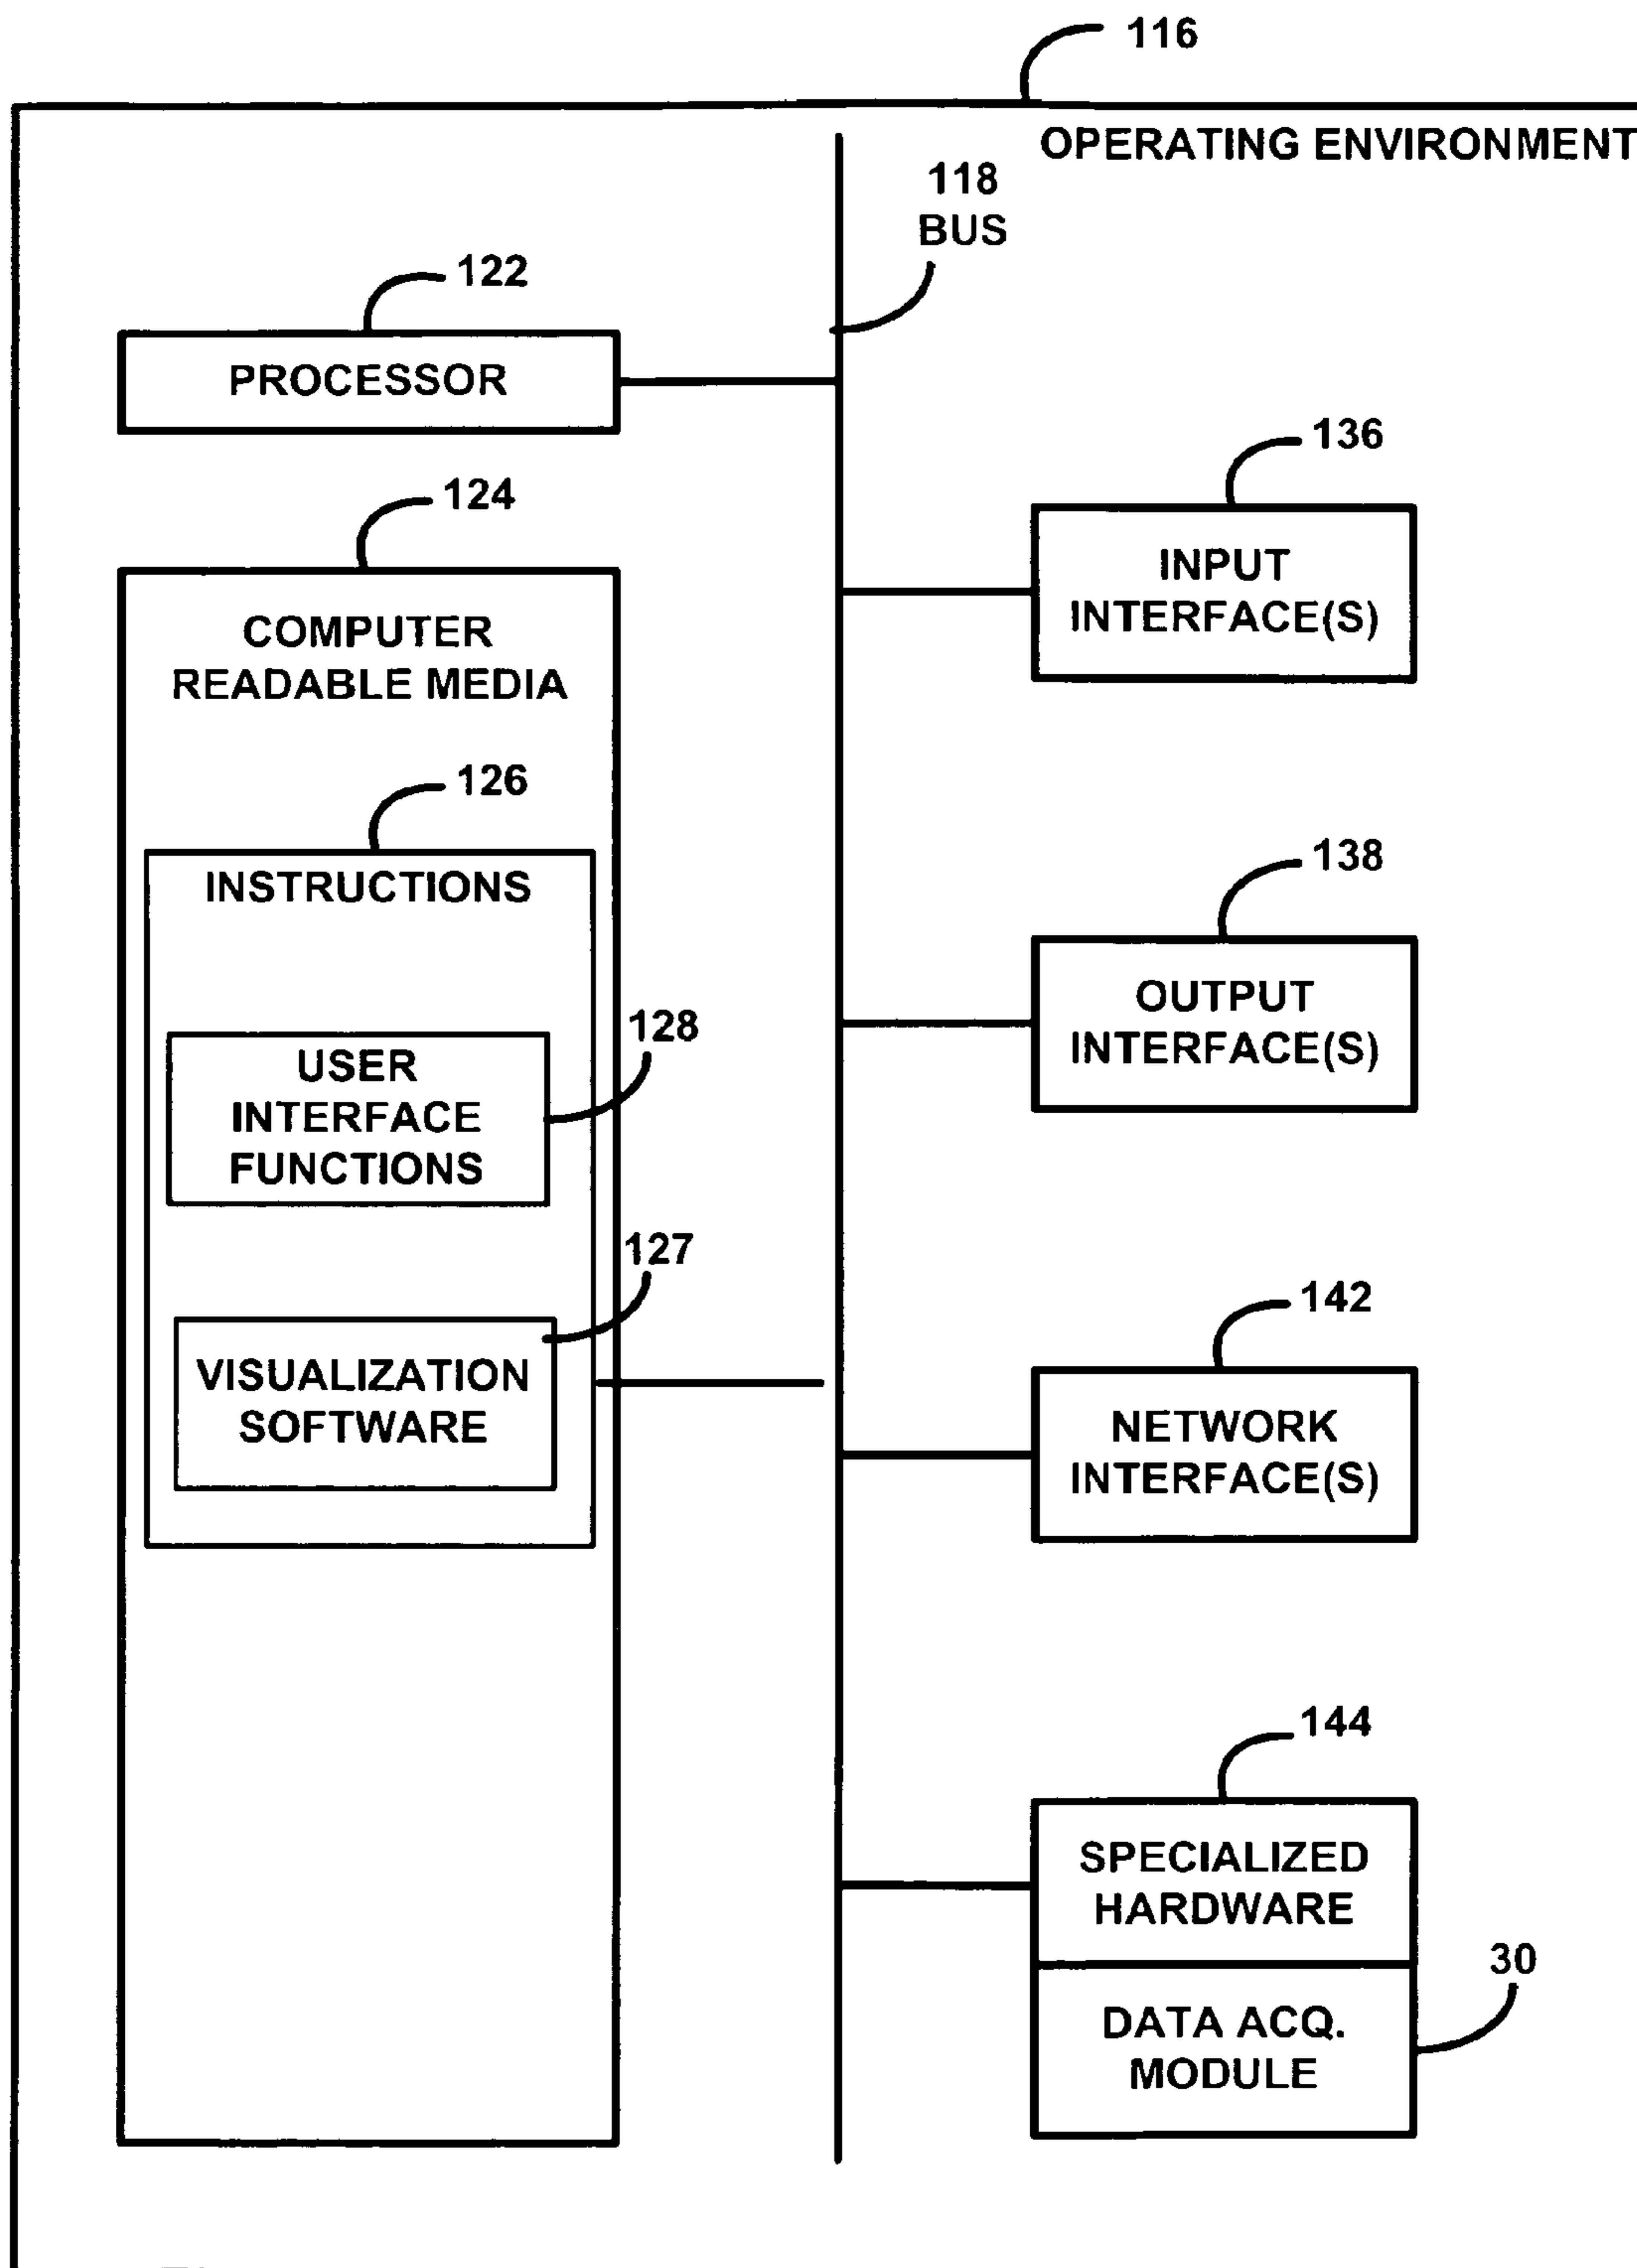 116
OPERATING ENVIRONMENT
118
BUS
122
PROCESSOR
136
INPUT
INTERFACE(S)
124
COMPUTER
READABLE MEDIA
126
INSTRUCTIONS
138
OUTPUT
INTERFACE(S)
128
USER
INTERFACE
FUNCTIONS
127
VISUALIZATION
SOFTWARE
142
NETWORK
INTERFACE(S)
144
SPECIALIZED
HARDWARE
30
DATA ACQ.
MODULE